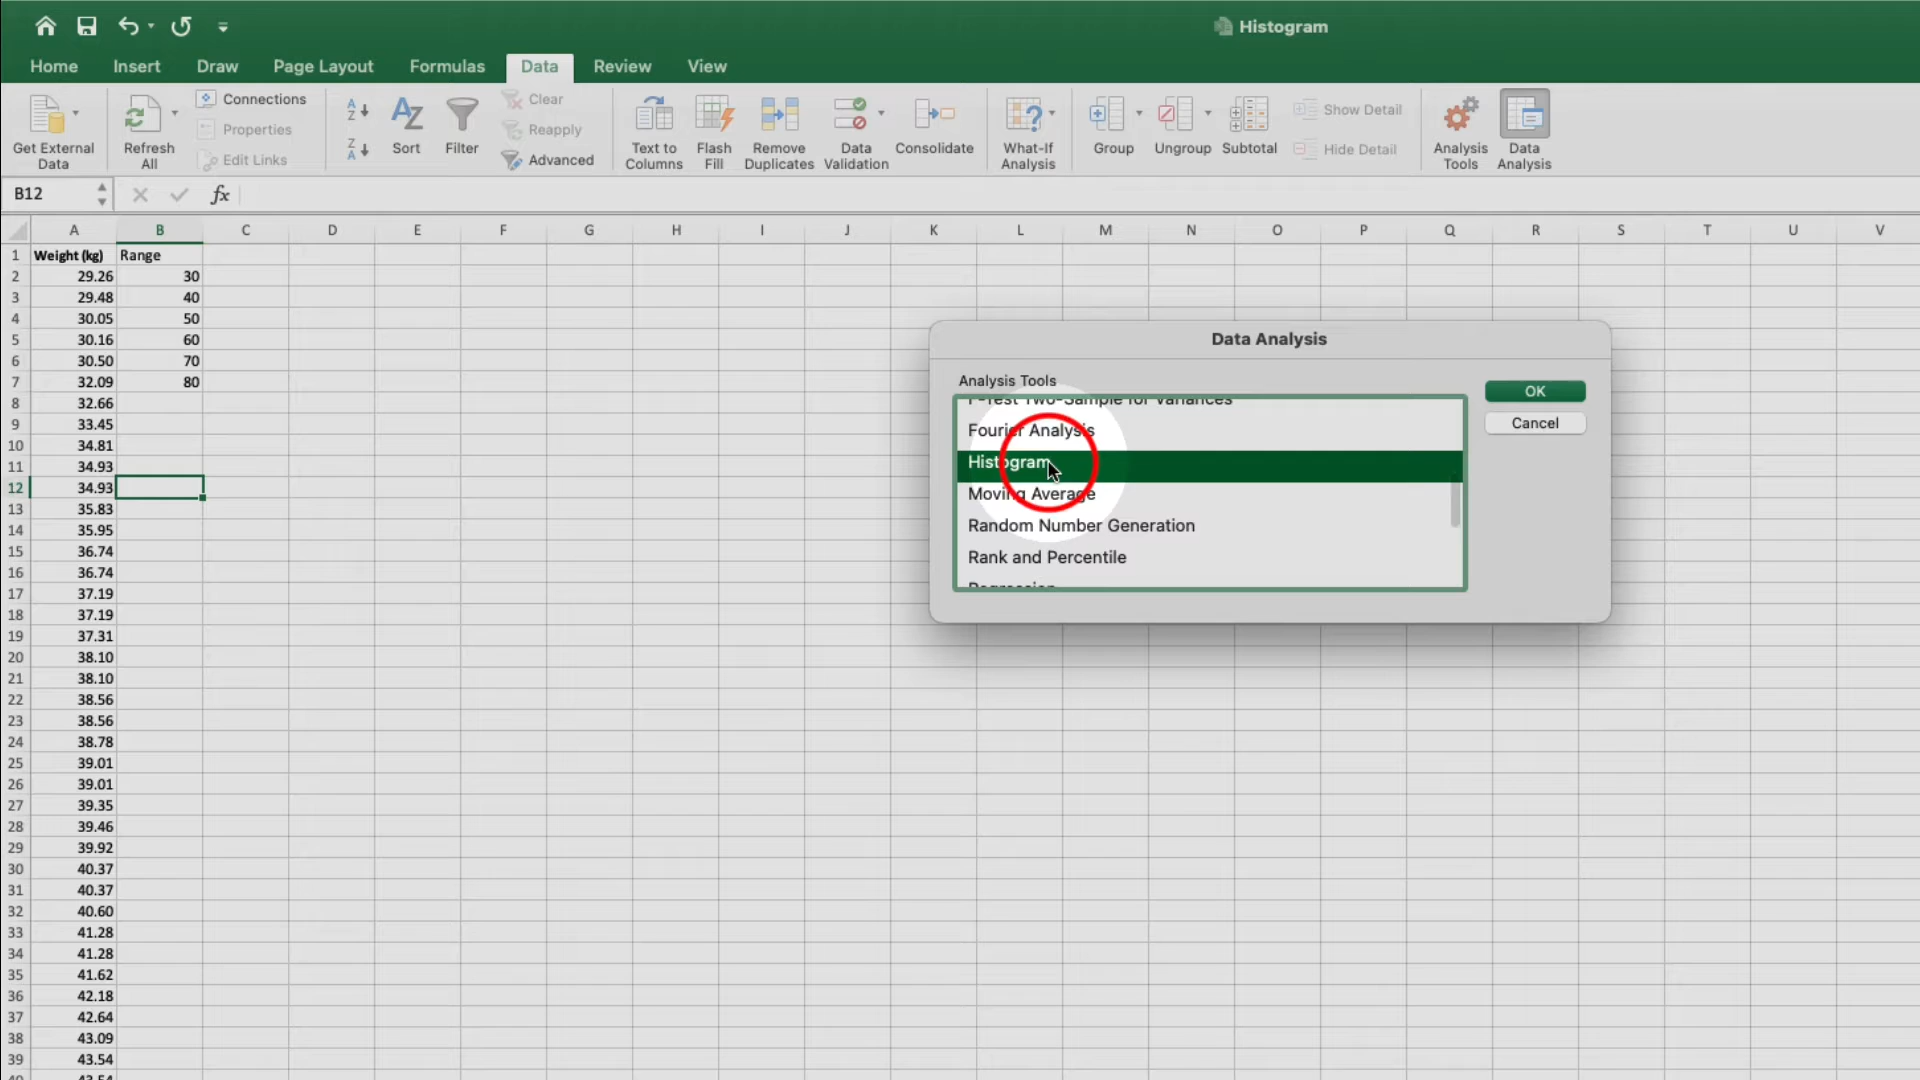 Histogram
Home Insert Draw Page Layout Formulas Data Review View
Get External Data
Refresh All
Connections
Properties
Edit Links
Sort
Filter
Clear
Reapply
Advanced
Text to Columns
Flash Fill
Remove Duplicates
Data Validation
Consolidate
What-If Analysis
Group
Ungroup
Subtotal
Show Detail
Hide Detail
Analysis Tools
Data Analysis
B12 fx
A B C D E F G H I J K L M N O P Q R S T U V
1 Weight (kg) Range
2 29.26 30
3 29.48 40
4 30.05 50
5 30.16 60
6 30.50 70
7 32.09 80
8 32.66
9 33.45
10 34.81
11 34.93
12 34.93
13 35.83
14 35.95
15 36.74
16 36.74
17 37.19
18 37.19
19 37.31
20 38.10
21 38.10
22 38.56
23 38.56
24 38.78
25 39.01
26 39.01
27 39.35
28 39.46
29 39.92
30 40.37
31 40.37
32 40.60
33 41.28
34 41.28
35 41.62
36 42.18
37 42.64
38 43.09
39 43.54
40 43.54
Data Analysis
Analysis Tools
F-Test Two-Sample for Variances
Fourier Analysis
Histogram
Moving Average
Random Number Generation
Rank and Percentile
Regression
OK
Cancel